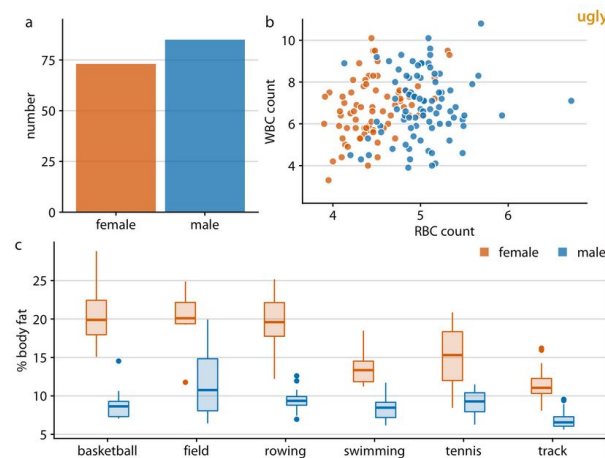 a
b
ugly
number
75
50
25
0
female
male
WBC count
10
8
6
4
4
5
6
RBC count
c
female
male
% body fat
25
20
15
10
5
basketball
field
rowing
swimming
tennis
track